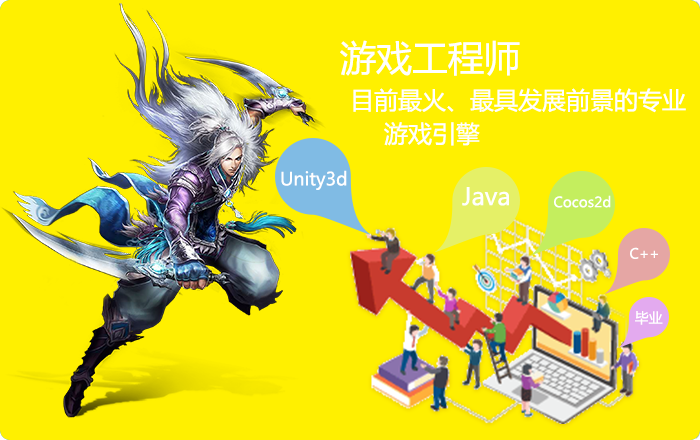 游戏工程师
目前最火、最具发展前景的专业
游戏引擎
Unity3d
Java
Cocos2d
C++
毕业